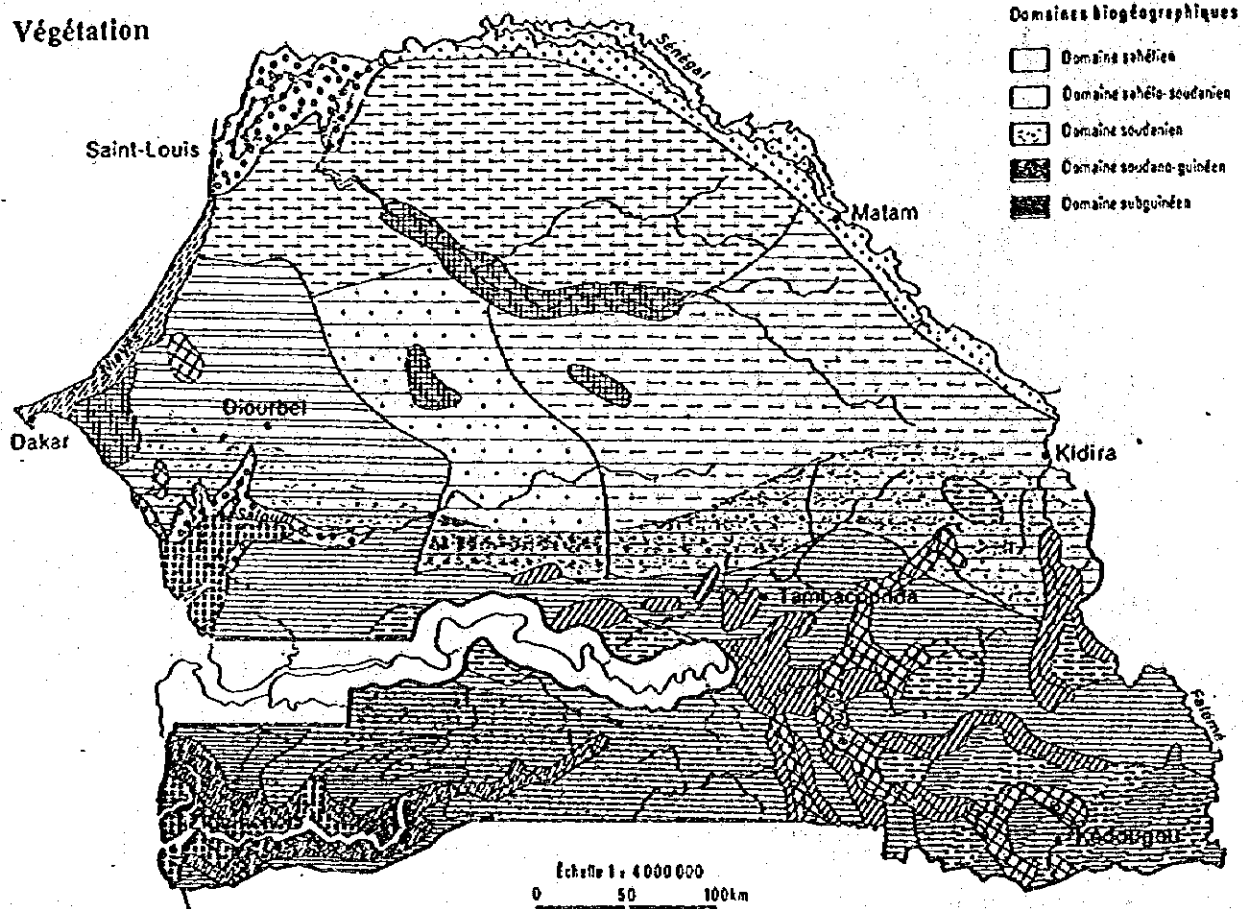 Végétation
Domaines biogéographiques
Domaine sahélien
Domaine sahélo-soudanien
Domaine soudanien
Domaine soudano-guinéen
Domaine subguinéen
Sénégal
Saint-Louis
Matam
Niayes
Diourbel
Dakar
Kidira
Saloum
Tambacounda
Falémé
Kédougou
Échelle 1 : 4 000 000
0 50 100km